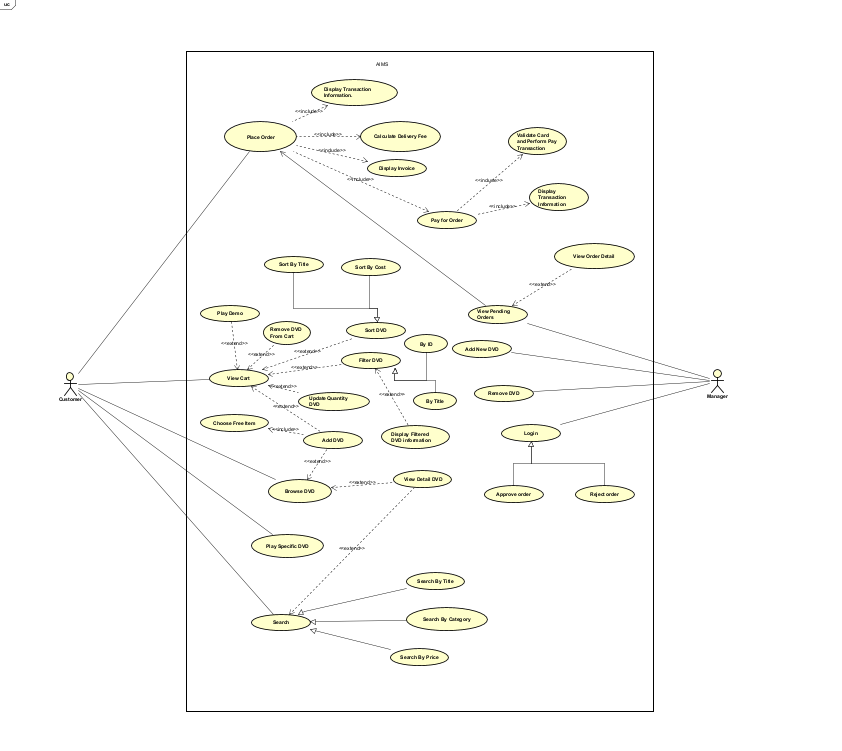 uc
AIMS
Display Transaction
Information.
<<include>>
Place Order
<<include>>
Calculate Delivery Fee
<<include>>
Display Invoice
<<include>>
Validate Card
and Perform Pay
Transaction
<<include>>
Display
Transaction
Information
<<include>>
Pay for Order
View Order Detail
<<extend>>
Sort By Title
Sort By Cost
Play Demo
Remove DVD
From Cart
Sort DVD
View Pending
Orders
<<extend>>
<<extend>>
<<extend>>
By ID
Add New DVD
Filter DVD
<<extend>>
View Cart
<<extend>>
Customer
Manager
Remove DVD
Update Quantity
DVD
<<extend>>
<<extend>>
By Title
Choose Free Item
<<include>>
Add DVD
Display Filtered
DVD information
Login
<<extend>>
Browse DVD
<<extend>>
View Detail DVD
Approve order
Reject order
Play Specific DVD
<<extend>>
Search By Title
Search
Search By Category
Search By Price